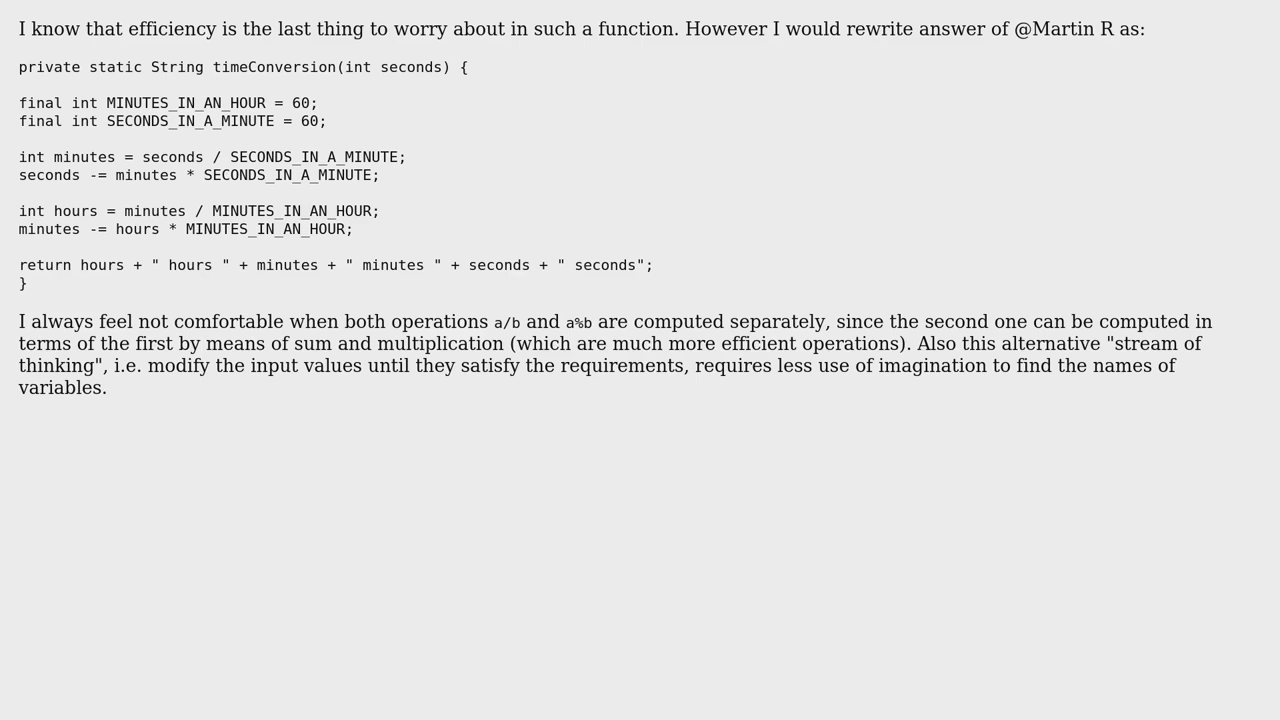 I know that efficiency is the last thing to worry about in such a function. However I would rewrite answer of @Martin R as:
private static String timeConversion(int seconds) {
final int MINUTES_IN_AN_HOUR = 60;
final int SECONDS_IN_A_MINUTE = 60;
int minutes = seconds / SECONDS_IN_A_MINUTE;
seconds -= minutes * SECONDS_IN_A_MINUTE;
int hours = minutes / MINUTES_IN_AN_HOUR;
minutes -= hours * MINUTES_IN_AN_HOUR;
return hours + " hours " + minutes + " minutes " + seconds + " seconds";
}
I always feel not comfortable when both operations a/b and a%b are computed separately, since the second one can be computed in
terms of the first by means of sum and multiplication (which are much more efficient operations). Also this alternative "stream of
thinking", i.e. modify the input values until they satisfy the requirements, requires less use of imagination to find the names of
variables.